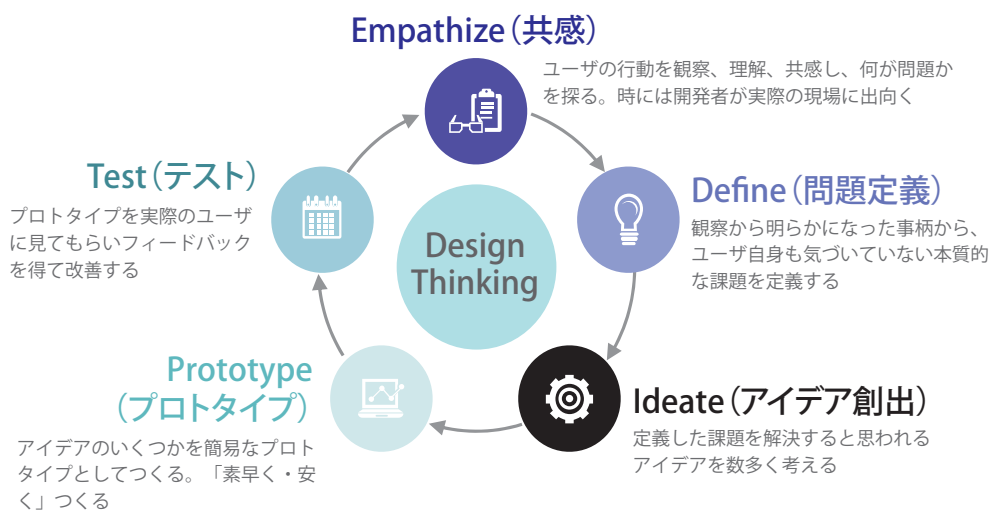 Empathize（共感）
ユーザの行動を観察、理解、共感し、何が問題か
を探る。時には開発者が実際の現場に出向く
Define（問題定義）
観察から明らかになった事柄から、
ユーザ自身も気づいていない本質的
な課題を定義する
Ideate（アイデア創出）
定義した課題を解決すると思われる
アイデアを数多く考える
Prototype
（プロトタイプ）
アイデアのいくつかを簡易なプロト
タイプとしてつくる。「素早く・安
く」つくる
Test（テスト）
プロトタイプを実際のユーザ
に見てもらいフィードバック
を得て改善する
Design
Thinking